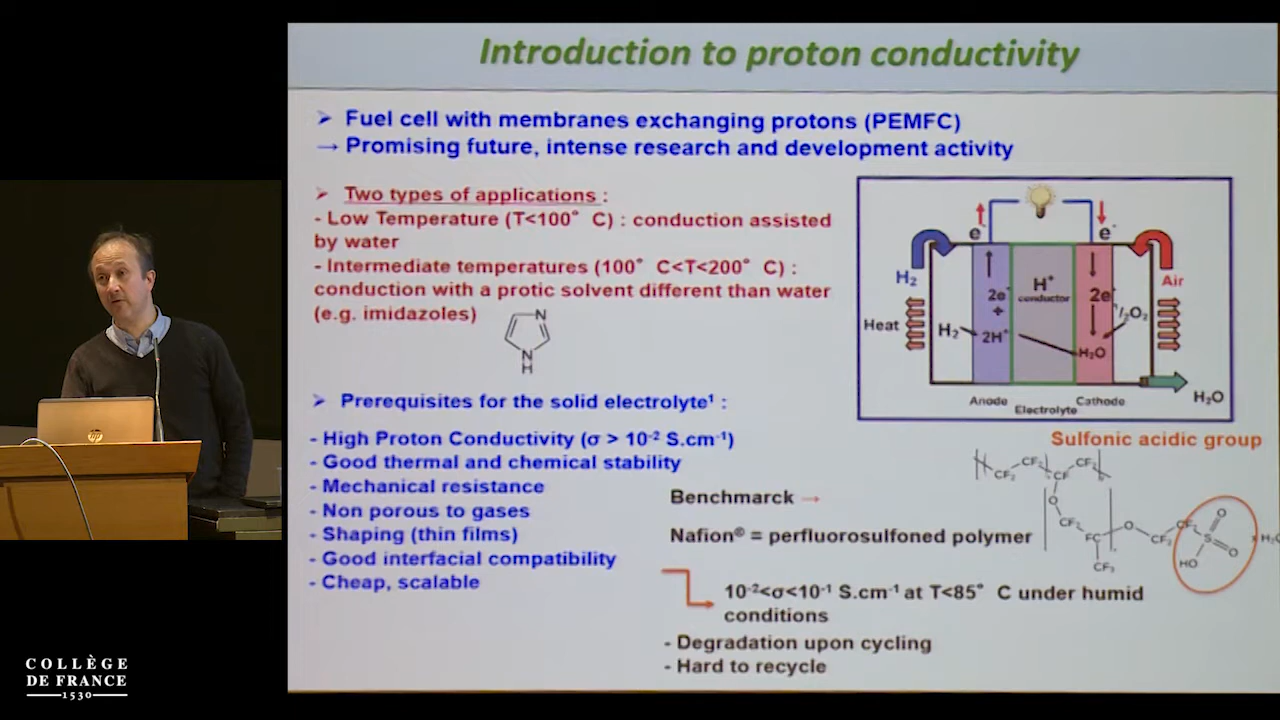 Introduction to proton conductivity
➢ Fuel cell with membranes exchanging protons (PEMFC)
→ Promising future, intense research and development activity
➢ Two types of applications :
- Low Temperature (T<100° C) : conduction assisted
by water
- Intermediate temperatures (100° C<T<200° C) :
conduction with a protic solvent different than water
(e.g. imidazoles)
N
N
H
e⁻
e⁻
H₂
Air
H⁺
conductor
2e⁻
+
2H⁺
2e⁻
½O₂
Heat
H₂
H₂O
H₂O
Anode
Electrolyte
Cathode
➢ Prerequisites for the solid electrolyte¹ :
- High Proton Conductivity (σ > 10⁻² S.cm⁻¹)
- Good thermal and chemical stability
- Mechanical resistance
- Non porous to gases
- Shaping (thin films)
- Good interfacial compatibility
- Cheap, scalable
Sulfonic acidic group
CF₂
CF₂
CF
CF₂
O
CF₂
FC
CF₃
O
CF₂
CF₂
S
O
O
HO
Benchmarck →
Nafion® = perfluorosulfoned polymer
10⁻²<σ<10⁻¹ S.cm⁻¹ at T<85° C under humid
conditions
- Degradation upon cycling
- Hard to recycle
hp
COLLÈGE
DE FRANCE
1530